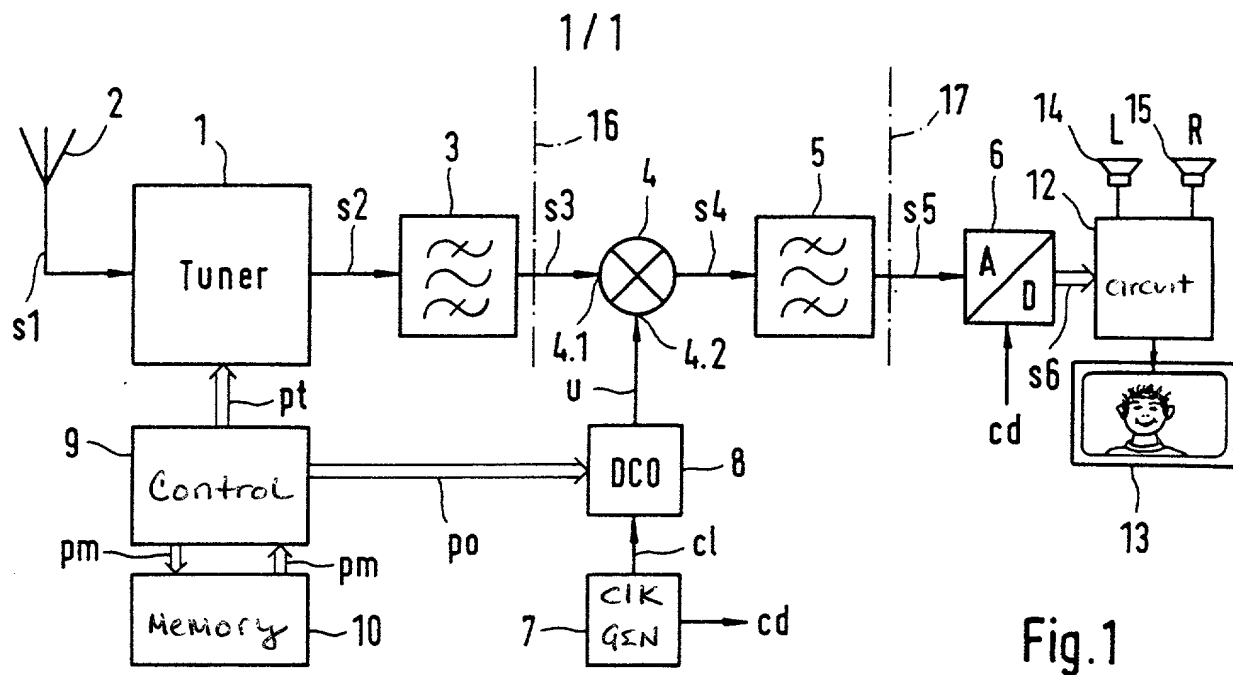 1/1
2
1
3
16
4
5
17
6
14
L
15
R
12
s1
Tuner
s2
s3
4.1
4.2
s4
s5
A
D
s6
circuit
pt
u
cd
9
Control
po
DCO
8
13
pm
pm
cl
Memory
10
7
Clk
GEN
cd
Fig.1